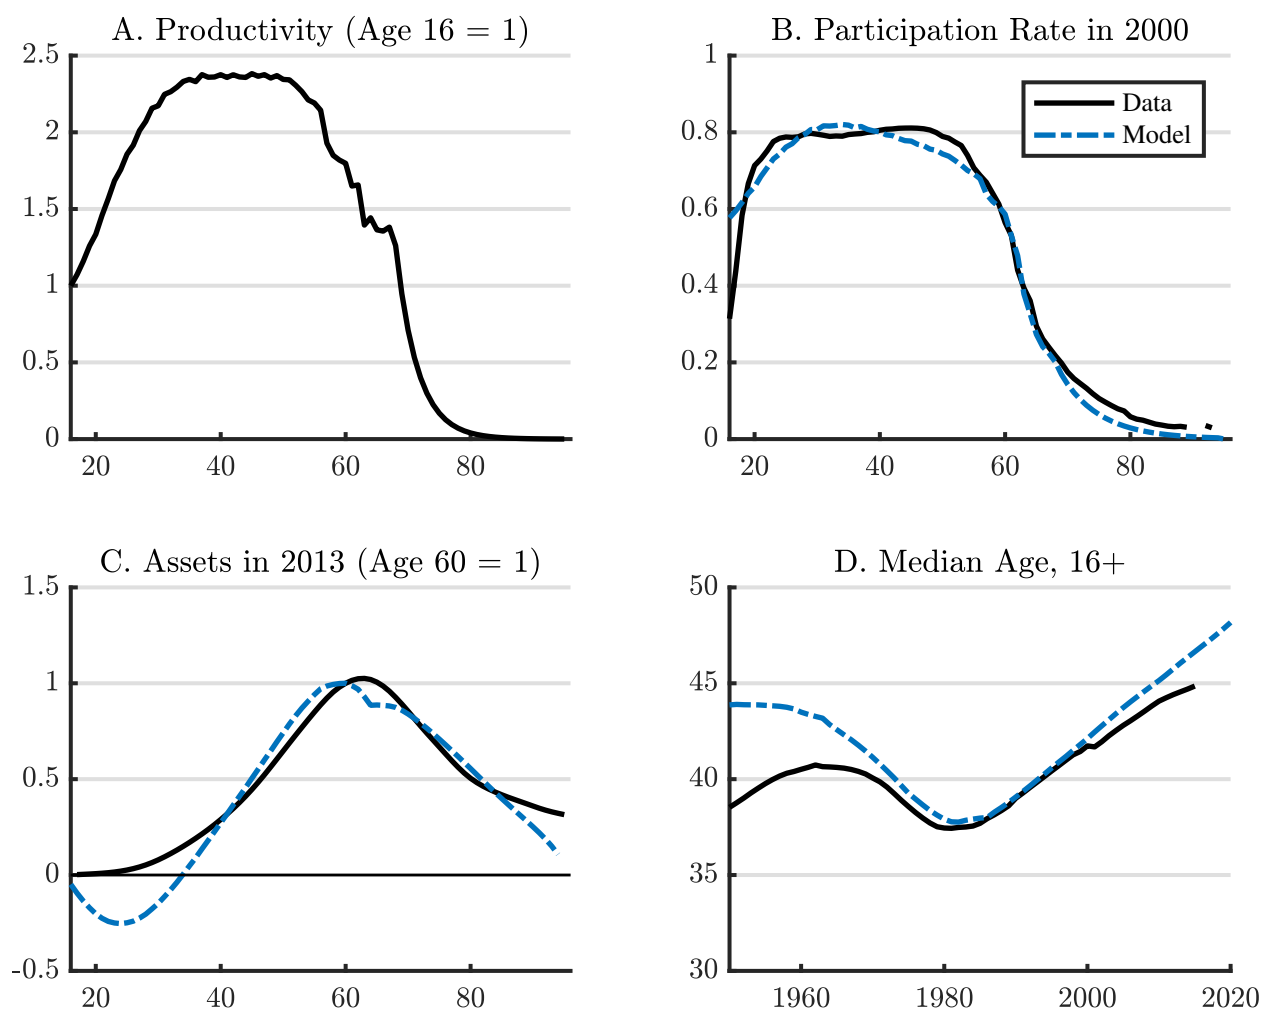 A. Productivity (Age 16 = 1)
2.5
2
1.5
1
0.5
0
20 40 60 80
B. Participation Rate in 2000
1
0.8
0.6
0.4
0.2
0
Data
Model
20 40 60 80
C. Assets in 2013 (Age 60 = 1)
1.5
1
0.5
0
-0.5
20 40 60 80
D. Median Age, 16+
50
45
40
35
30
1960 1980 2000 2020